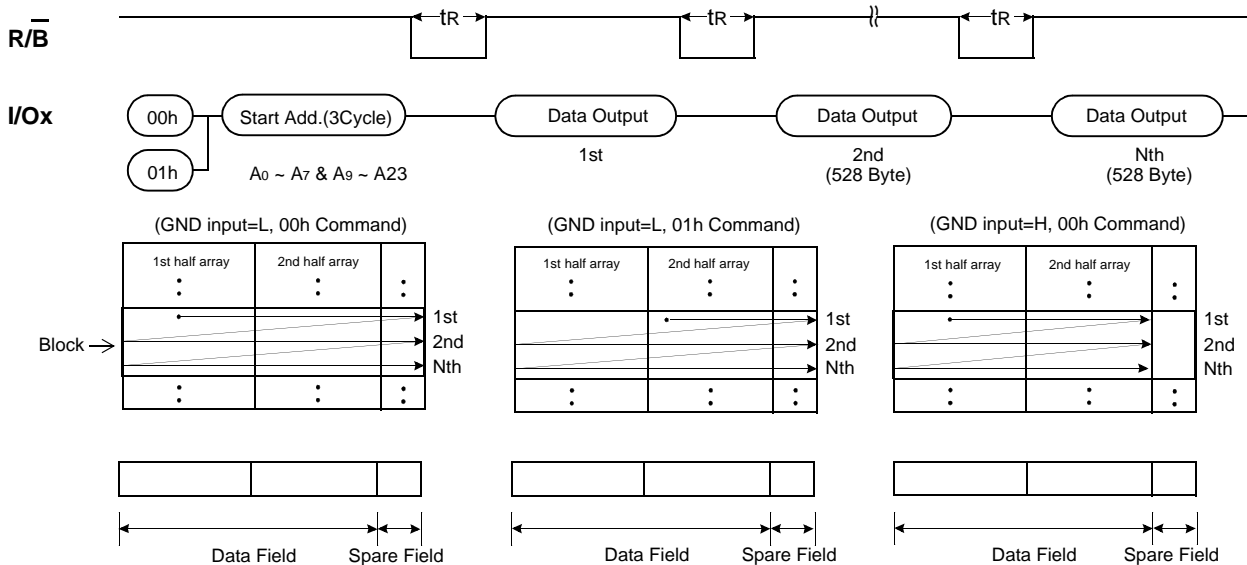 R/B tR tR tR
I/Ox 00h Start Add.(3Cycle) Data Output Data Output Data Output
01h A0 ~ A7 & A9 ~ A23 1st 2nd Nth
(528 Byte) (528 Byte)
(GND input=L, 00h Command) (GND input=L, 01h Command) (GND input=H, 00h Command)
1st half array 2nd half array 1st half array 2nd half array 1st half array 2nd half array
1st 1st 1st
Block 2nd 2nd 2nd
Nth Nth Nth
Data Field Spare Field Data Field Spare Field Data Field Spare Field